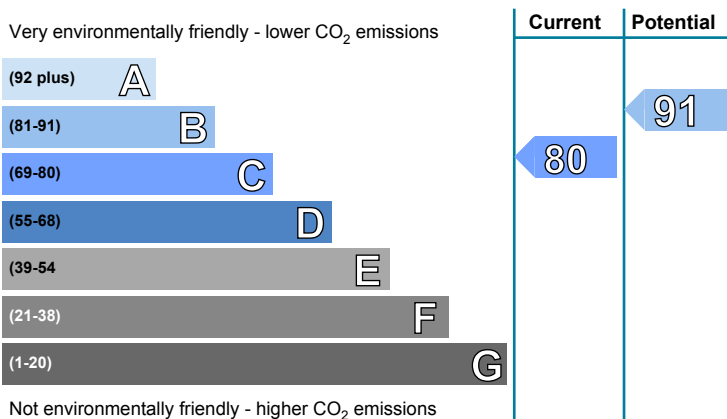 Very environmentally friendly - lower CO₂ emissions
Current
Potential
(92 plus) A
(81-91) B
(69-80) C
(55-68) D
(39-54 E
(21-38) F
(1-20) G
80
91
Not environmentally friendly - higher CO₂ emissions